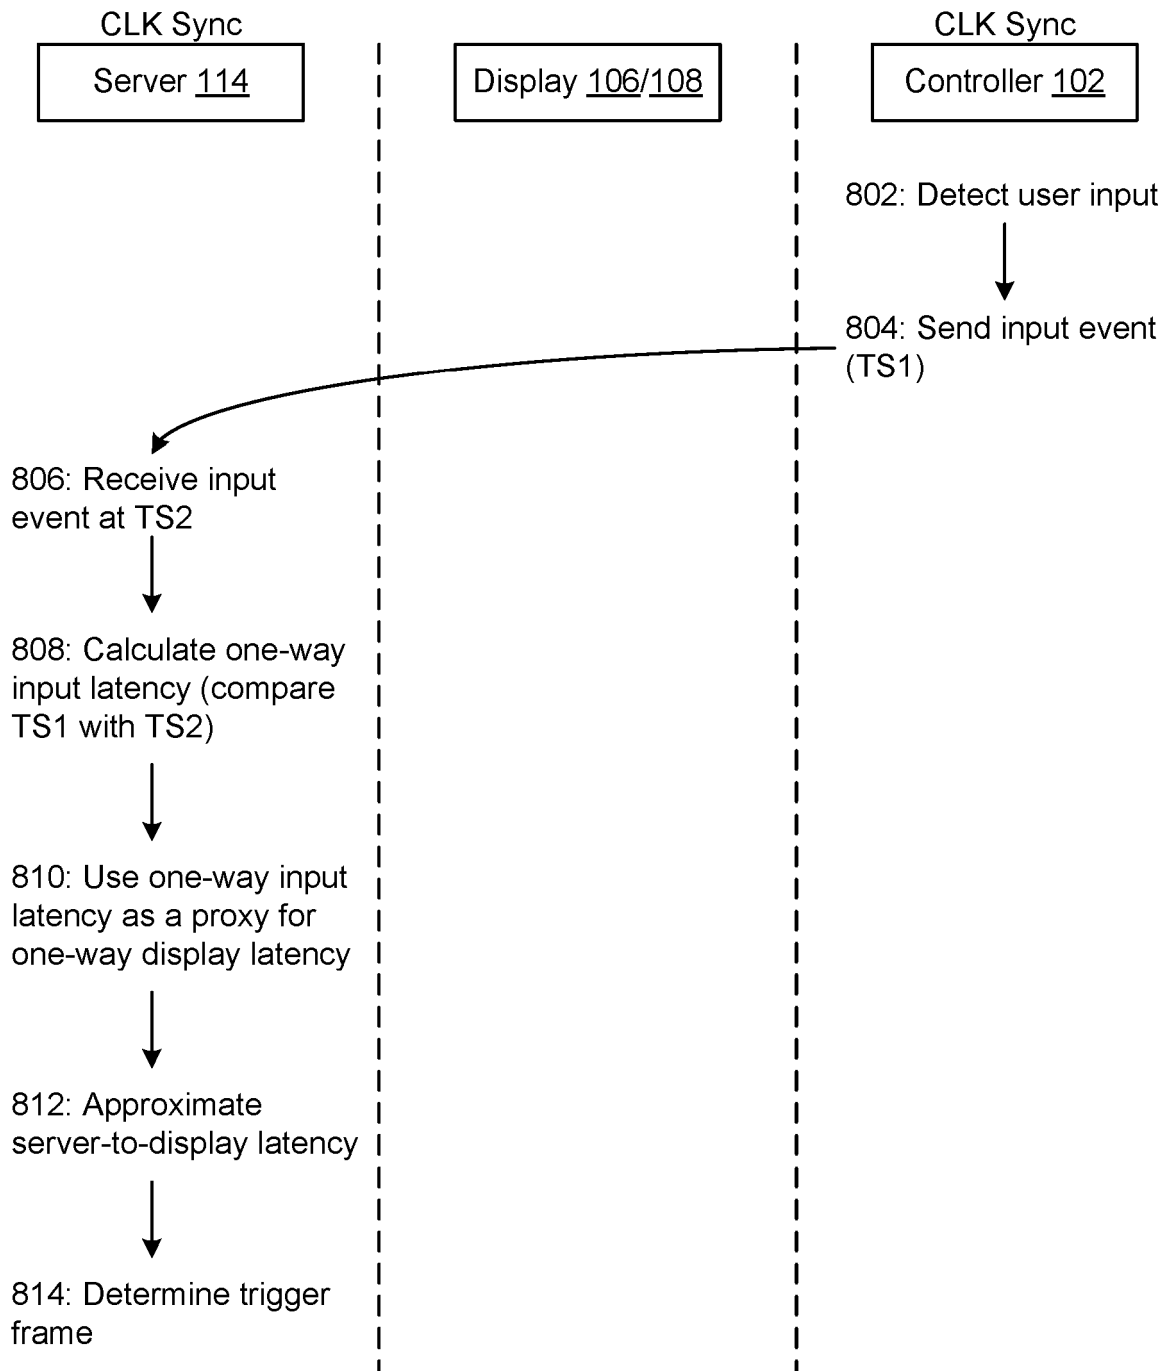 CLK Sync
Server 114
Display 106/108
CLK Sync
Controller 102
802: Detect user input
804: Send input event
(TS1)
806: Receive input
event at TS2
808: Calculate one-way
input latency (compare
TS1 with TS2)
810: Use one-way input
latency as a proxy for
one-way display latency
812: Approximate
server-to-display latency
814: Determine trigger
frame